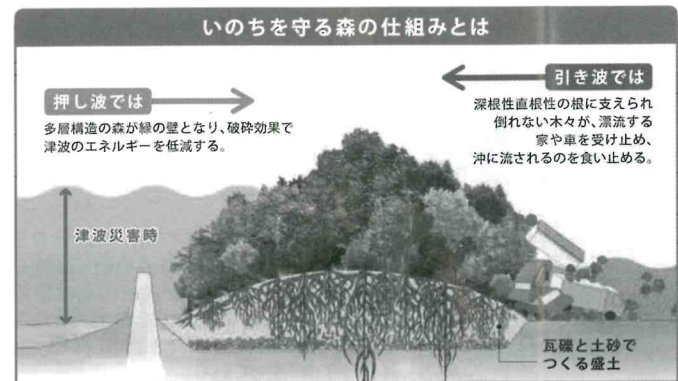 いのちを守る森の仕組みとは
押し波では
多層構造の森が緑の壁となり、破砕効果で
津波のエネルギーを低減する。
引き波では
深根性直根性の根に支えられ
倒れない木々が、漂流する
家や車を受け止め、
沖に流されるのを食い止める。
津波災害時
瓦礫と土砂で
つくる盛土